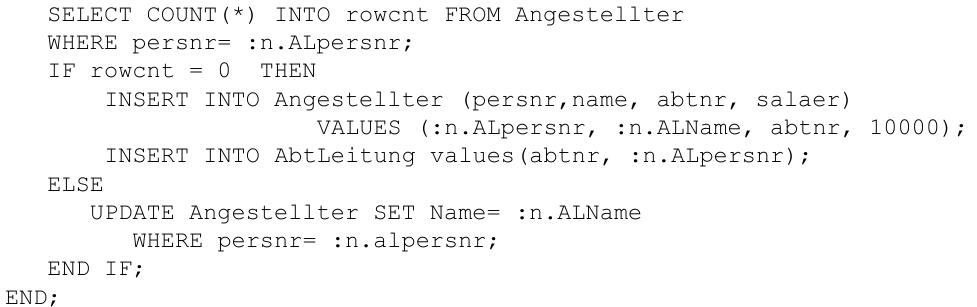 SELECT COUNT(*) INTO rowcnt FROM Angestellter
WHERE persnr= :n.ALpersnr;
IF rowcnt = 0  THEN
INSERT INTO Angestellter (persnr,name, abtnr, salaer)
VALUES (:n.ALpersnr, :n.ALName, abtnr, 10000);
INSERT INTO AbtLeitung values(abtnr, :n.ALpersnr);
ELSE
UPDATE Angestellter SET Name= :n.ALName
WHERE persnr= :n.alpersnr;
END IF;
END;